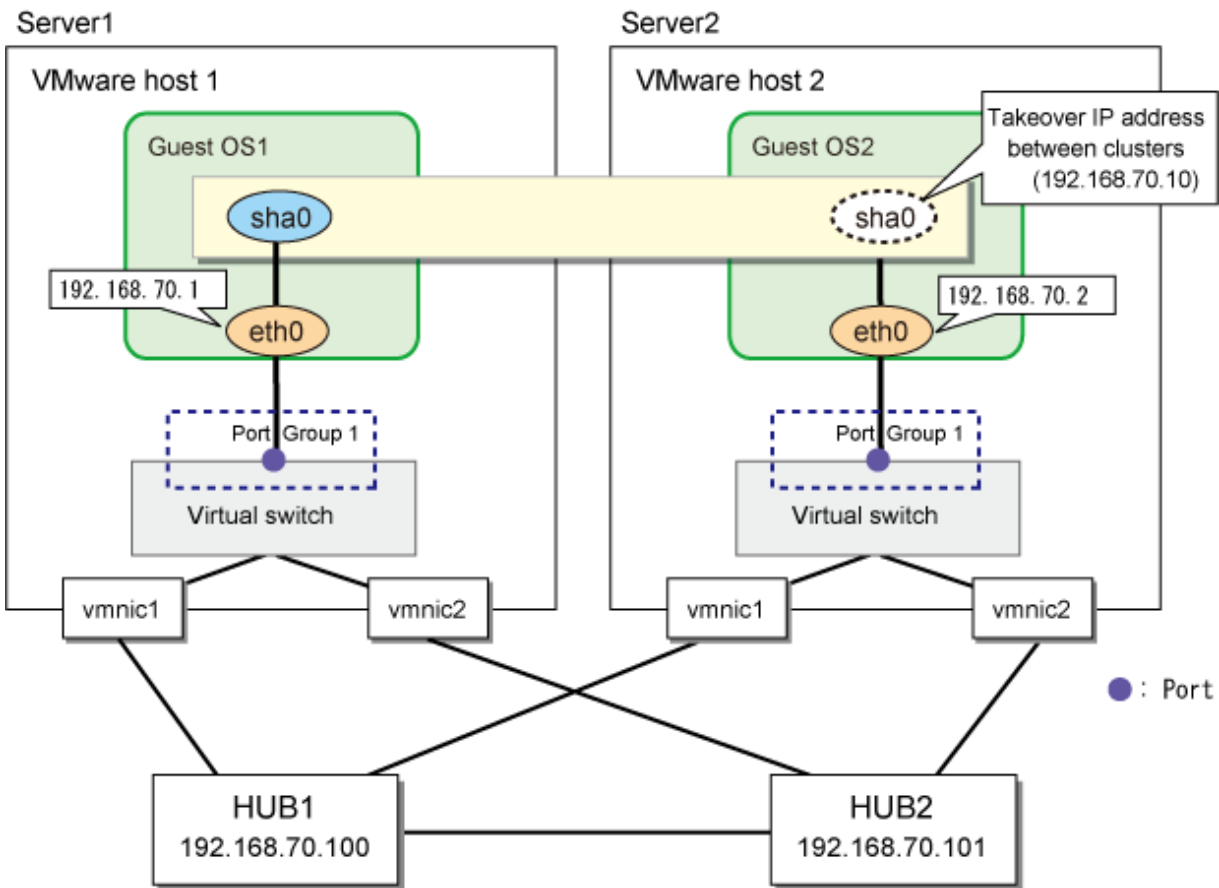 Server1
Server2
VMware host 1
VMware host 2
Takeover IP address
between clusters
(192.168.70.10)
Guest OS1
Guest OS2
sha0
sha0
192. 168. 70. 1
192. 168. 70. 2
eth0
eth0
Port Group 1
Port Group 1
Virtual switch
Virtual switch
vmnic1
vmnic2
vmnic1
vmnic2
: Port
HUB1
192.168.70.100
HUB2
192.168.70.101